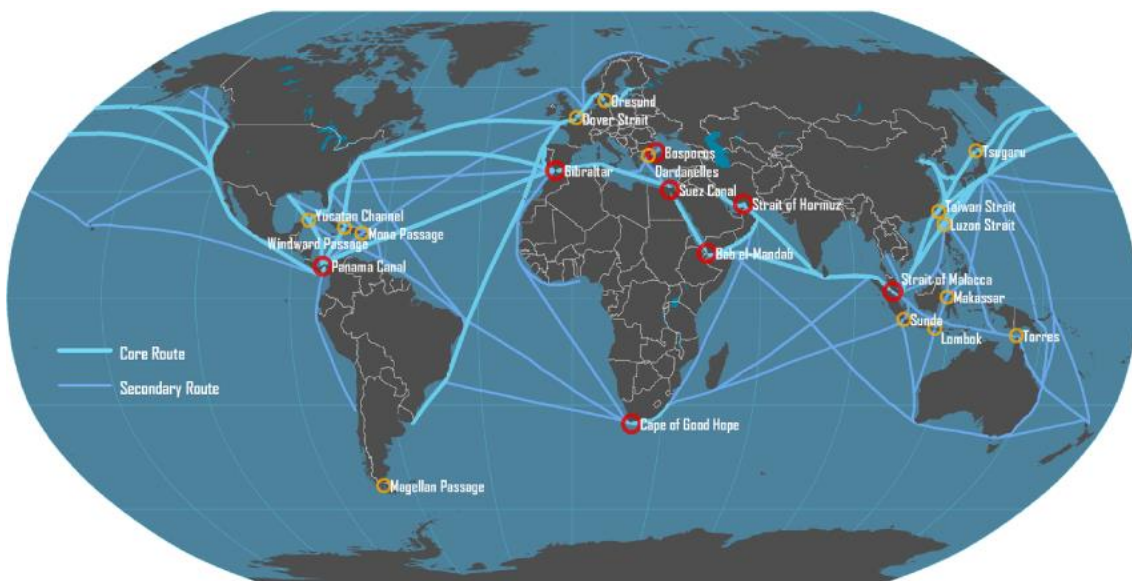 Oresund
Dover Strait
Bosporus
Dardanelles
Tsugaru
Gibraltar
Suez Canal
Strait of Hormuz
Taiwan Strait
Yucatan Channel
Luzon Strait
Windward Passage
Mona Passage
Bab el-Mandab
Panama Canal
Strait of Malacca
Makassar
Sunda
Lombok
Torres
Core Route
Secondary Route
Cape of Good Hope
Magellan Passage